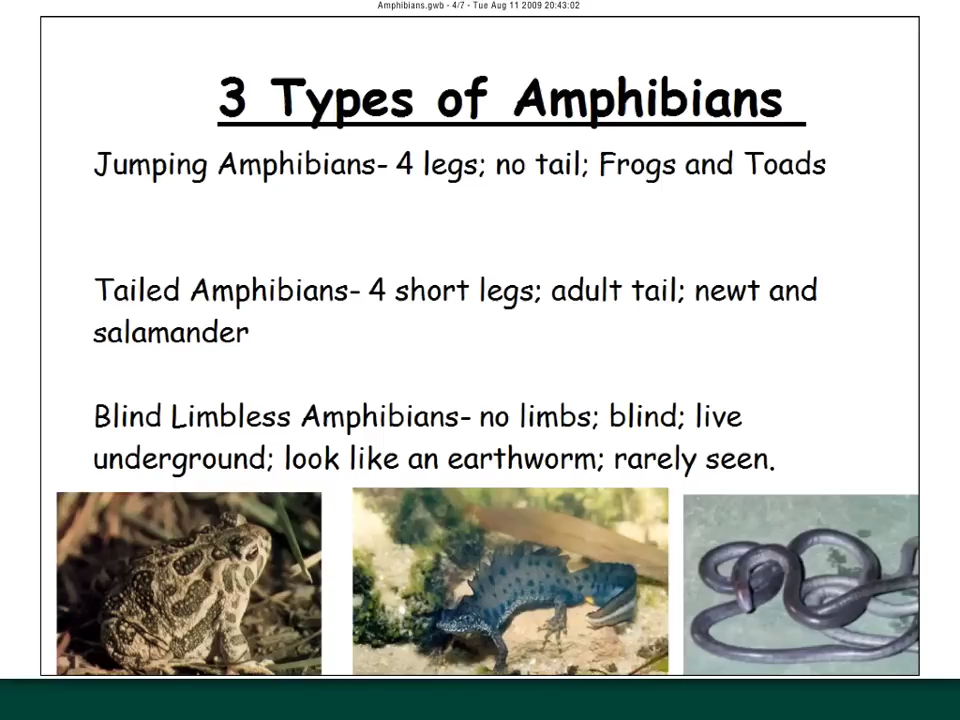 Amphibians.gwb - 4/7 - Tue Aug 11 2009 20:43:02
3 Types of Amphibians
Jumping Amphibians- 4 legs; no tail; Frogs and Toads
Tailed Amphibians- 4 short legs; adult tail; newt and
salamander
Blind Limbless Amphibians- no limbs; blind; live
underground; look like an earthworm; rarely seen.